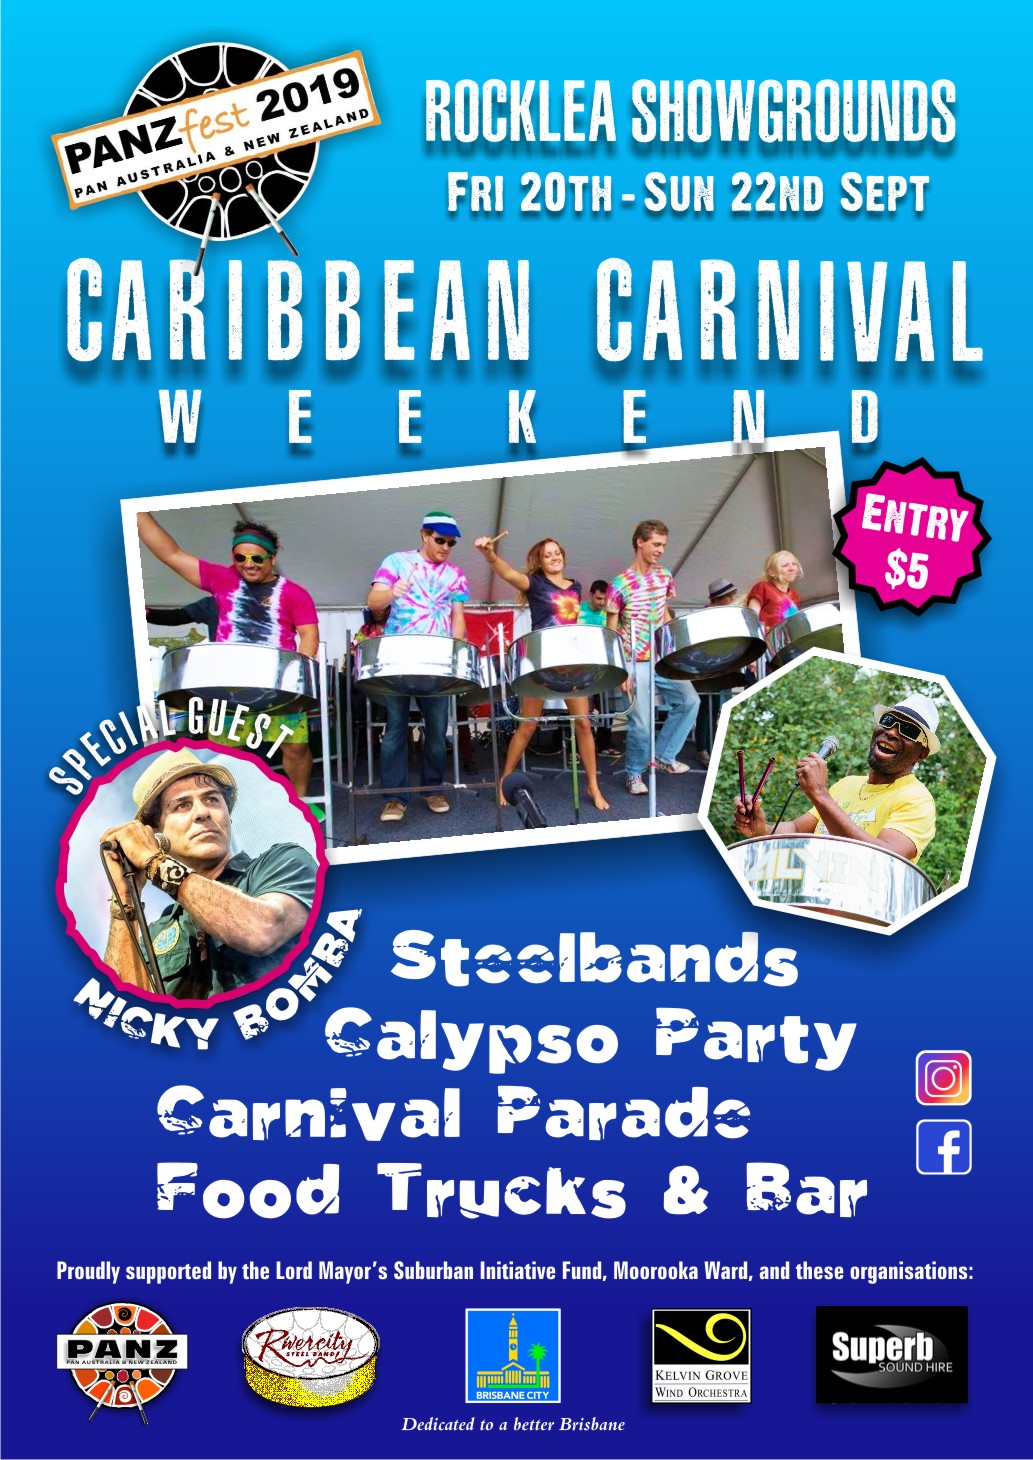 PANZfest 2019
PAN AUSTRALIA & NEW ZEALAND
ROCKLEA SHOWGROUNDS
FRI 20TH - SUN 22ND SEPT
CARIBBEAN CARNIVAL
WEEKEND
ENTRY
$5
SPECIAL GUEST
NICKY BOMBA
Steelbands
Calypso Party
Carnival Parade
Food Trucks & Bar
Proudly supported by the Lord Mayor's Suburban Initiative Fund, Moorooka Ward, and these organisations:
PANZ
PAN AUSTRALIA & NEW ZEALAND
Rivercity
STEEL BAND
BRISBANE CITY
Dedicated to a better Brisbane
KELVIN GROVE
WIND ORCHESTRA
Superb
SOUND HIRE